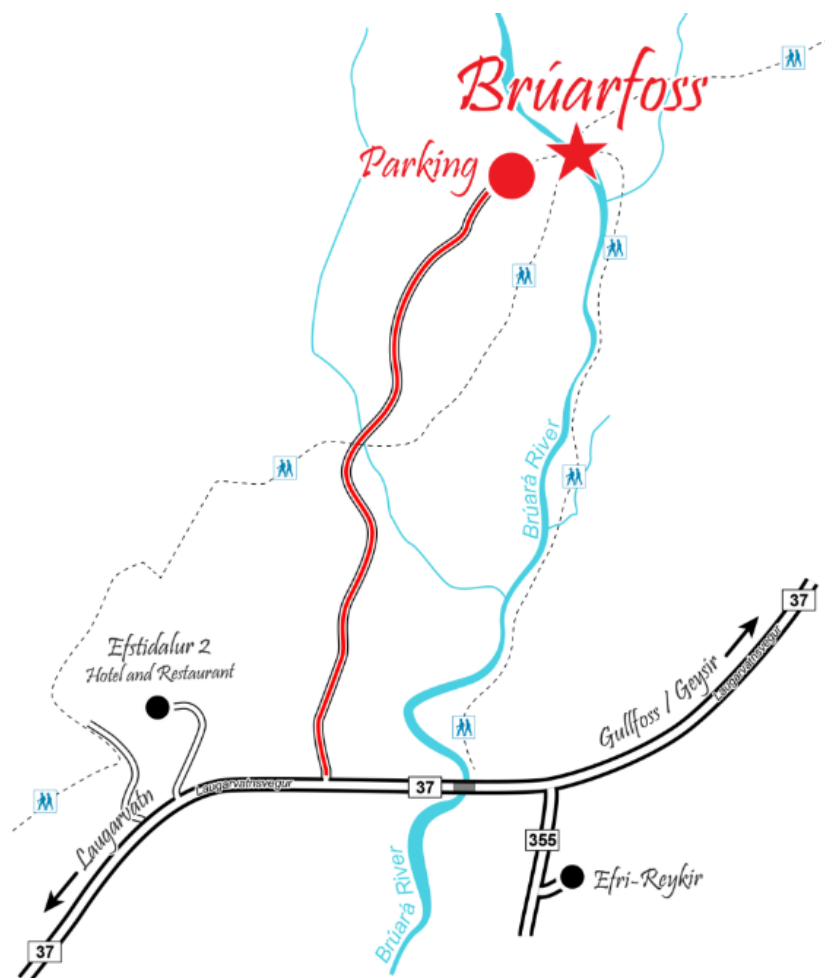 Brúarfoss
Parking
Brúará River
37
Efstidalur 2
Hotel and Restaurant
Gullfoss / Geysir
Laugarvatnsvegur
Laugarvatnsvegur
37
Laugarvatn
355
Efri-Reykir
Brúará River
37